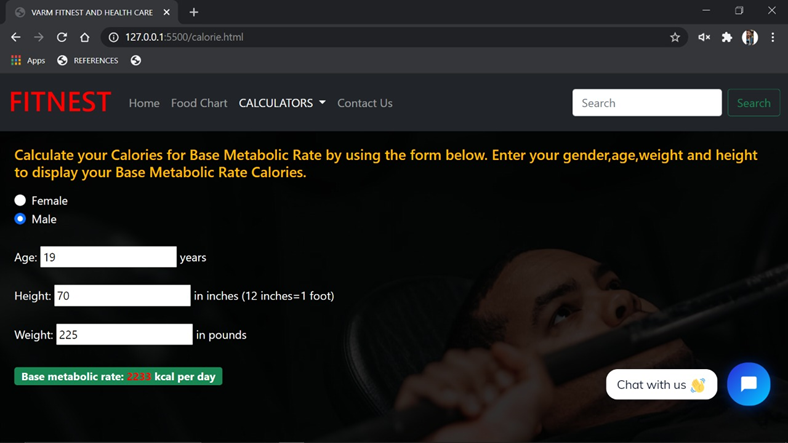 VARM FITNEST AND HEALTH CARE
127.0.0.1:5500/calorie.html
Apps REFERENCES
FITNEST Home Food Chart CALCULATORS Contact Us Search Search
Calculate your Calories for Base Metabolic Rate by using the form below. Enter your gender,age,weight and height
to display your Base Metabolic Rate Calories.
Female
Male
Age: 19 years
Height: 70 in inches (12 inches=1 foot)
Weight: 225 in pounds
Base metabolic rate: 2233 kcal per day
Chat with us 👋